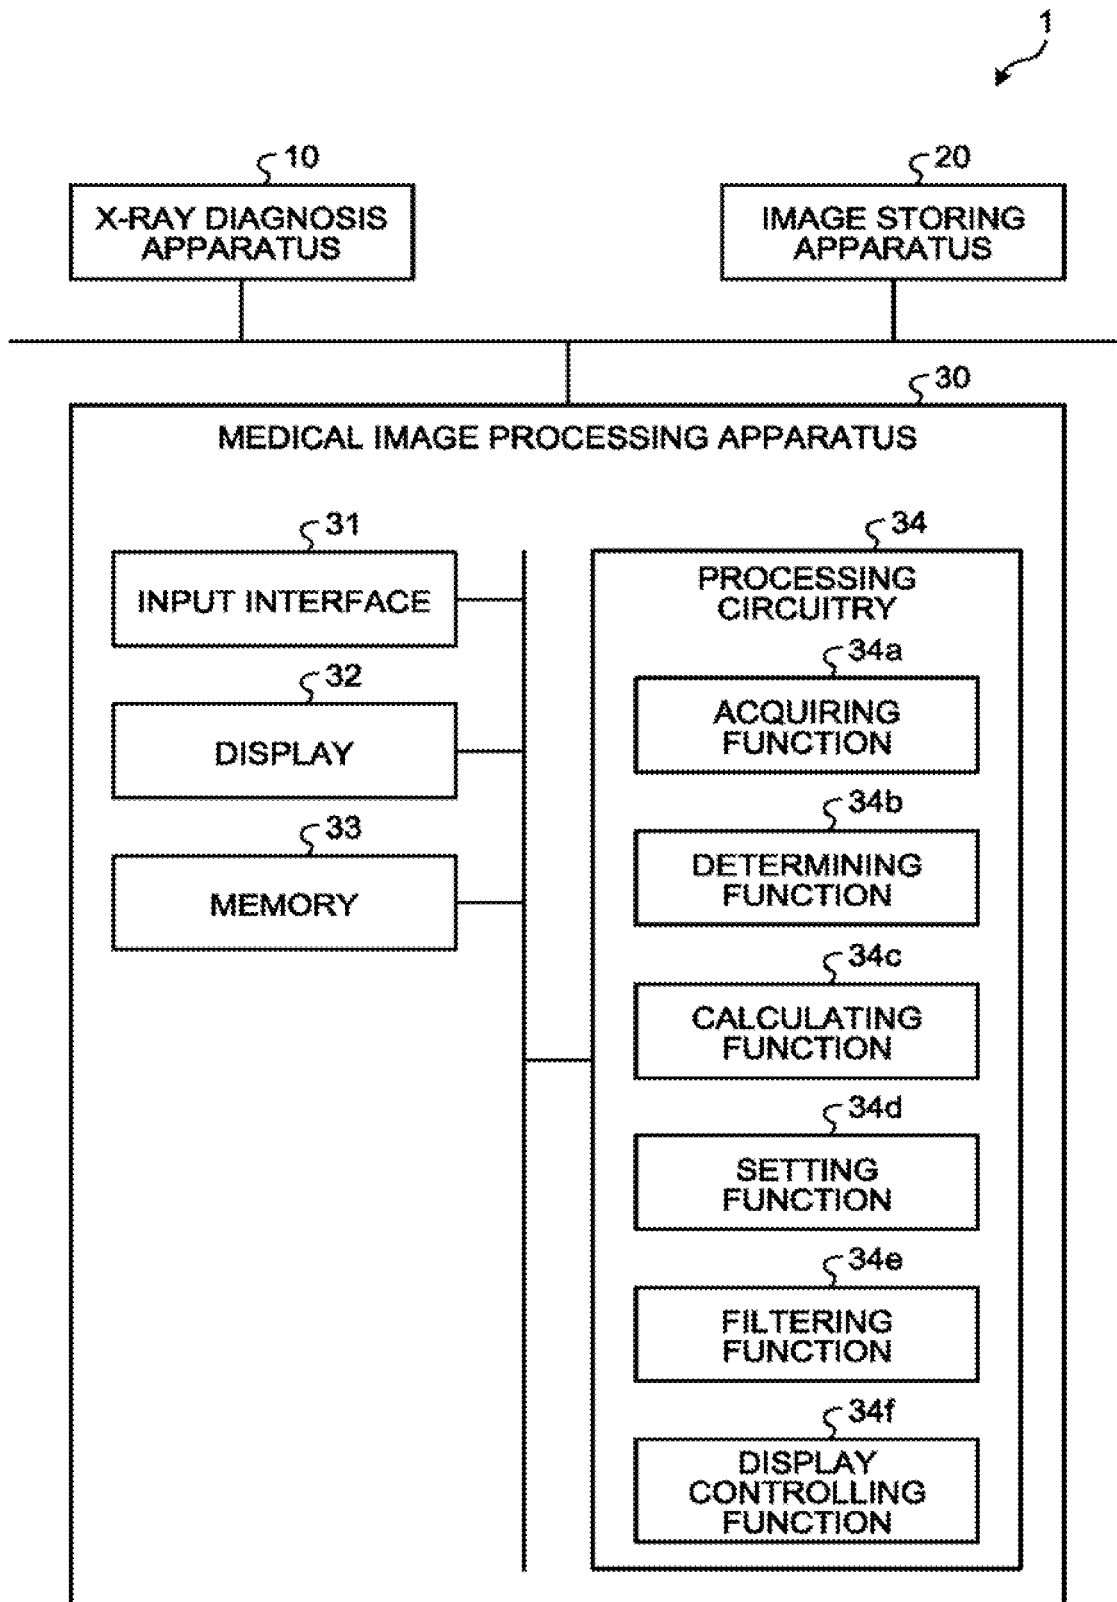 1
10
X-RAY DIAGNOSIS
APPARATUS
20
IMAGE STORING
APPARATUS
30
MEDICAL IMAGE PROCESSING APPARATUS
31
INPUT INTERFACE
32
DISPLAY
33
MEMORY
34
PROCESSING
CIRCUITRY
34a
ACQUIRING
FUNCTION
34b
DETERMINING
FUNCTION
34c
CALCULATING
FUNCTION
34d
SETTING
FUNCTION
34e
FILTERING
FUNCTION
34f
DISPLAY
CONTROLLING
FUNCTION